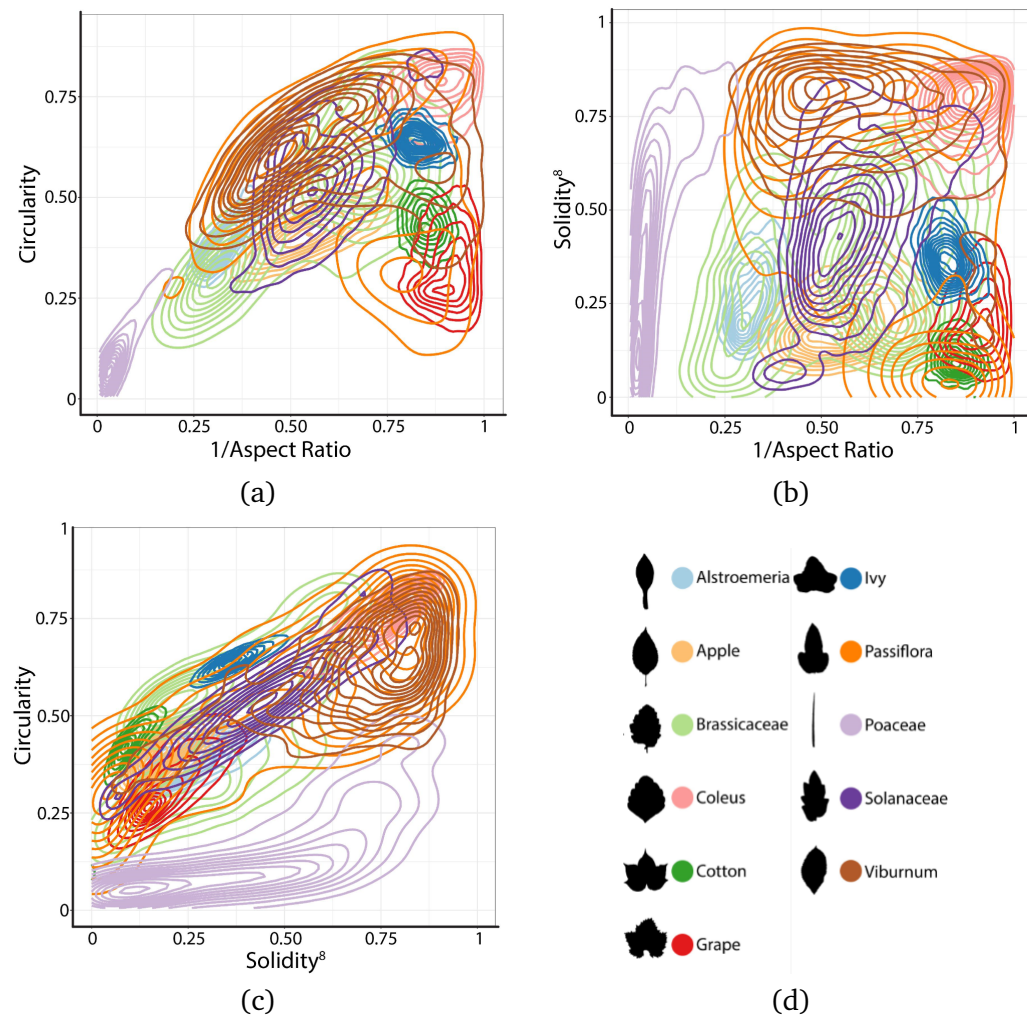 Circularity
0.75
0.50
0.25
0
0
0.25
0.50
0.75
1
1/Aspect Ratio
(a)
Solidity⁸
1
0.75
0.50
0.25
0
0
0.25
0.50
0.75
1
1/Aspect Ratio
(b)
Circularity
1
0.75
0.50
0.25
0
0
0.25
0.50
0.75
1
Solidity⁸
(c)
Alstroemeria
Ivy
Apple
Passiflora
Brassicaceae
Poaceae
Coleus
Solanaceae
Cotton
Viburnum
Grape
(d)